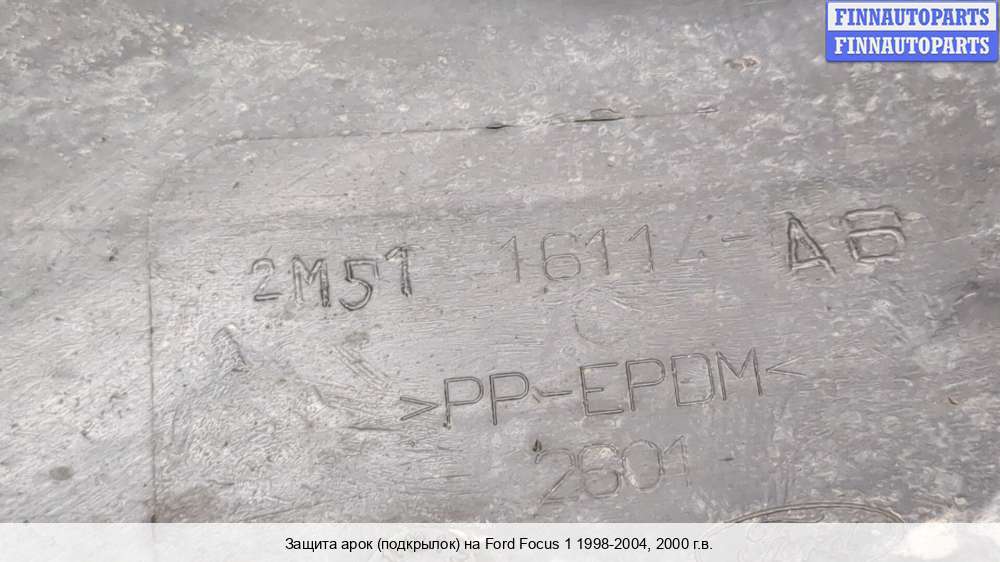 FINNAUTOPARTS
FINNAUTOPARTS
2M51 16114-AB
>PP-EPDM<
2601
Защита арок (подкрылок) на Ford Focus 1 1998-2004, 2000 г.в.